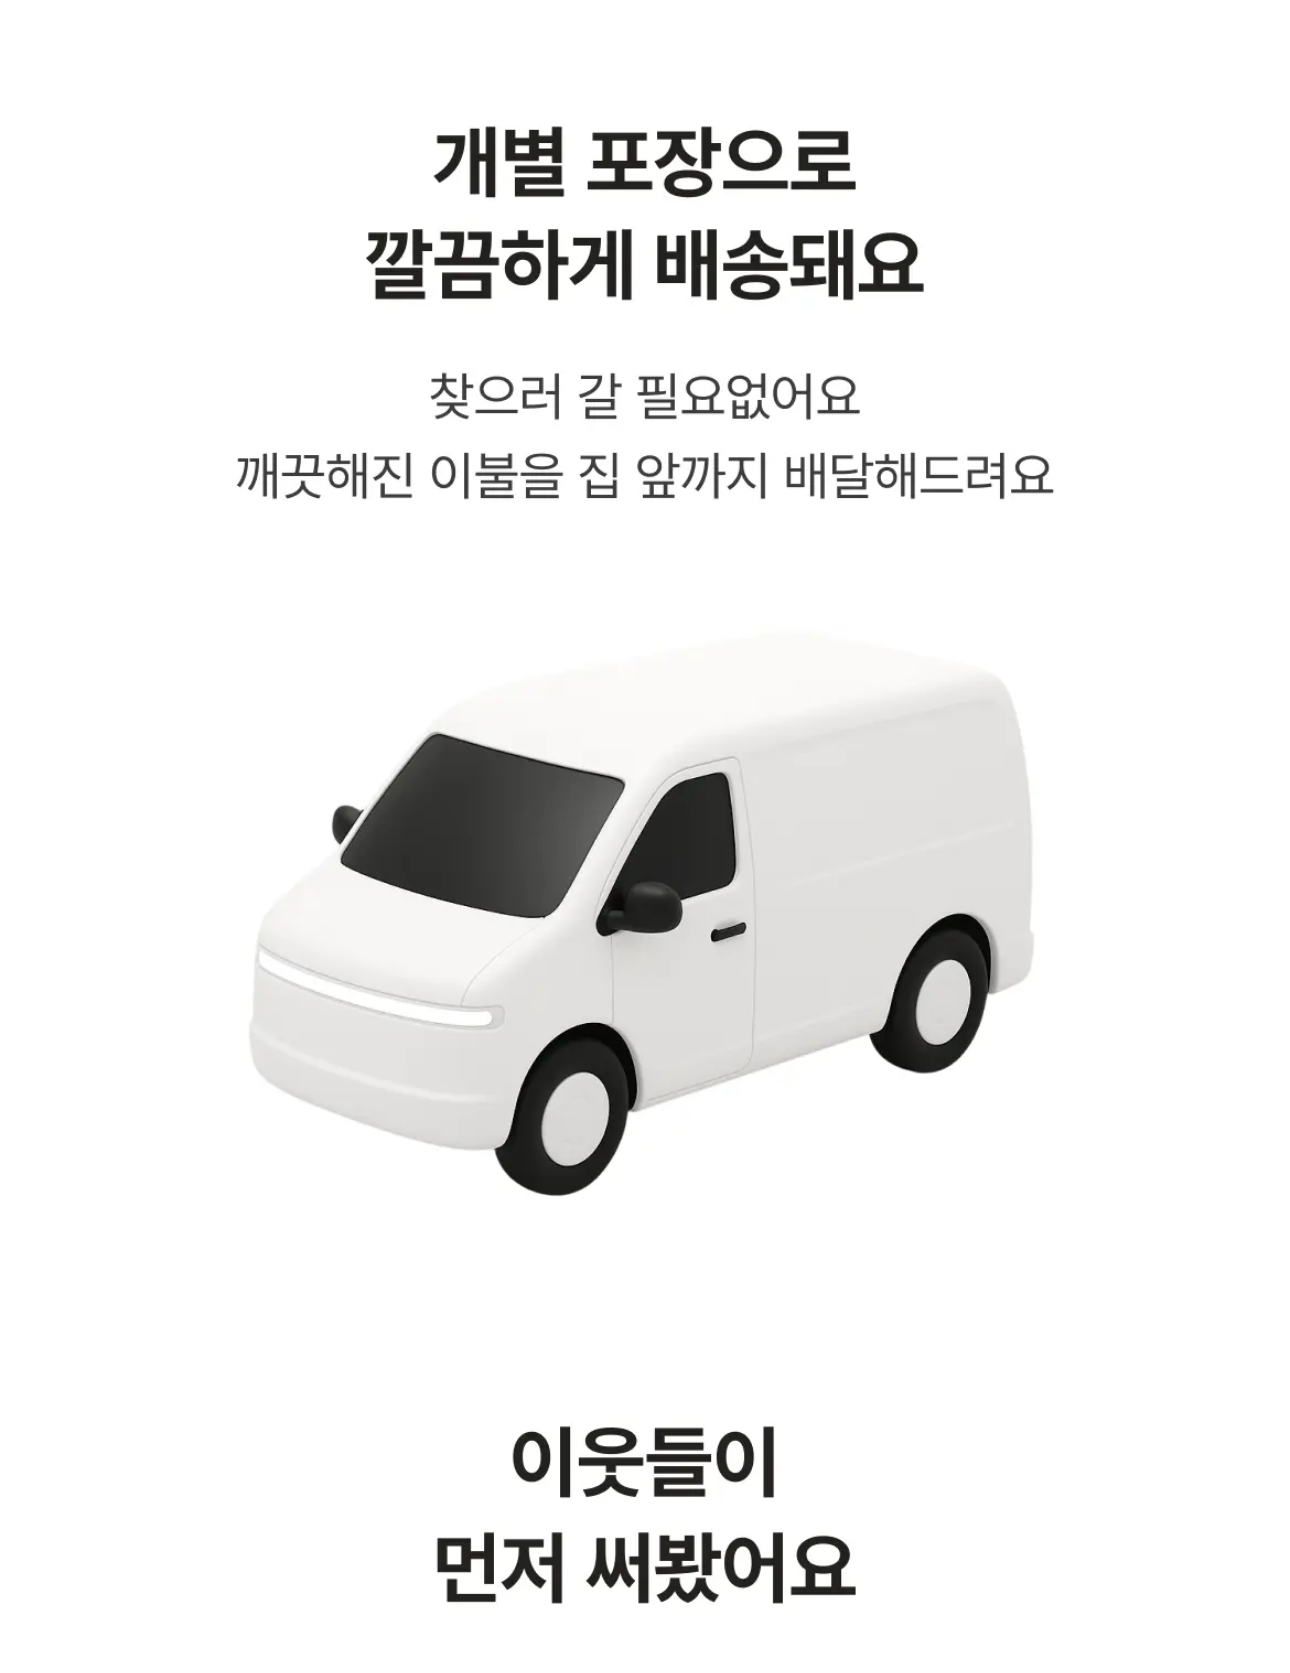 개별 포장으로
깔끔하게 배송돼요
찾으러 갈 필요없어요
깨끗해진 이불을 집 앞까지 배달해드려요
이웃들이
먼저 써봤어요